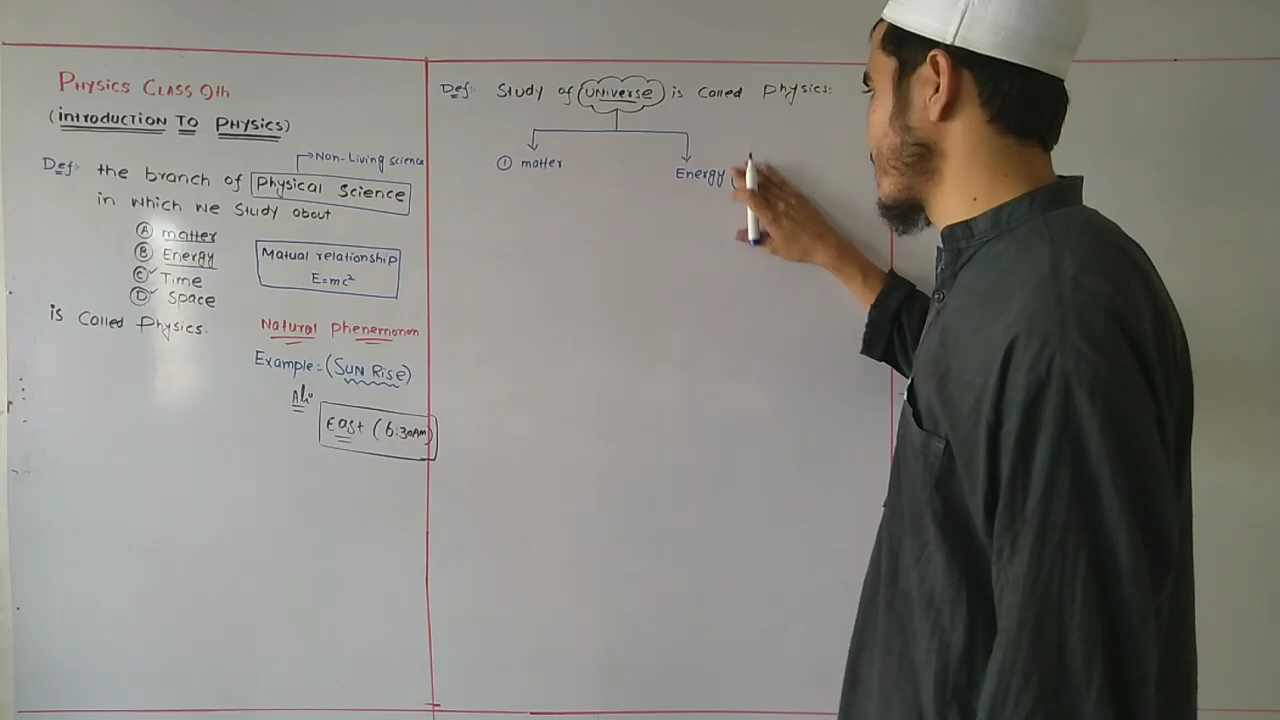 Physics Class 9th
(introduction To Physics)
Non-Living science
Def: the branch of Physical Science
in which we study about
A matter
B Energy
C Time
D Space
is Called Physics.
Matual relationship
E=mc²
Natural phenemonon
Example:- (Sun Rise)
East (6:30AM)
Def: Study of Universe is Called Physics:
1 matter
Energy